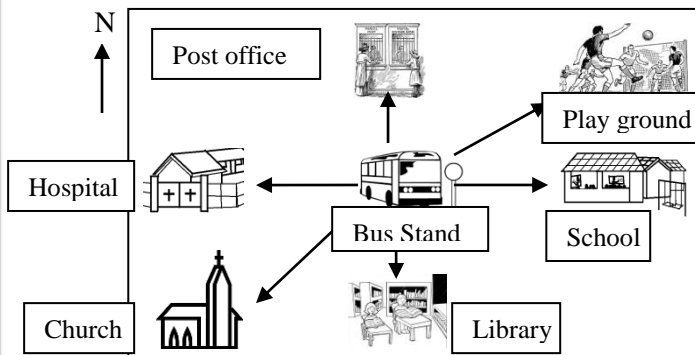 N
Post office
Play ground
Hospital
Bus Stand
School
Church
Library